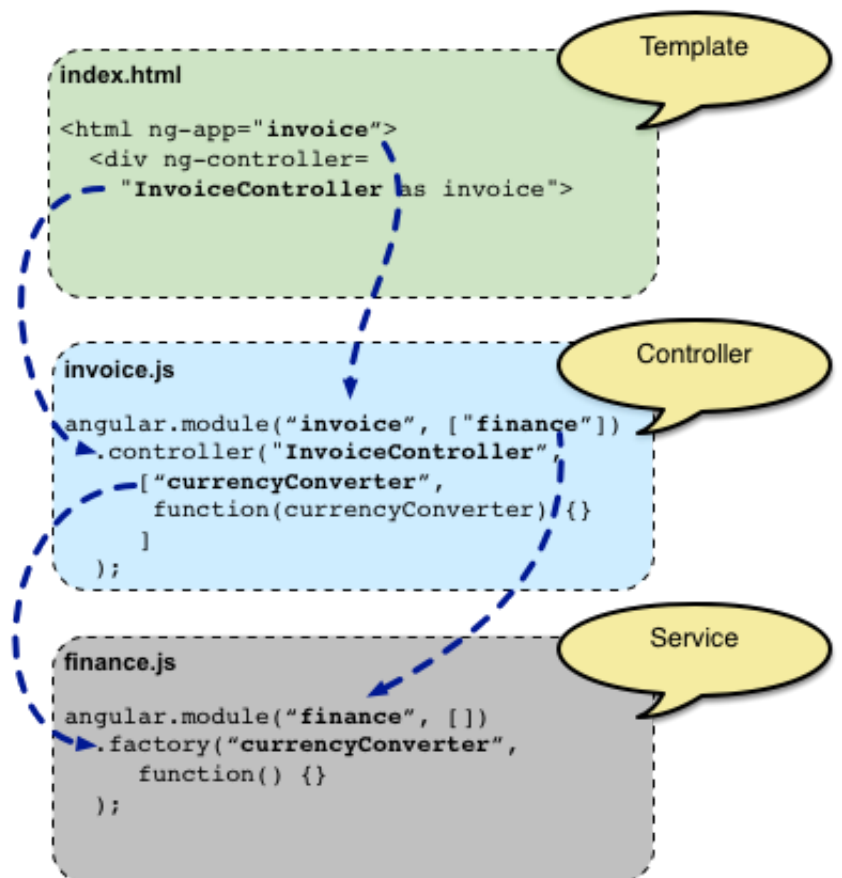 Template
index.html
<html ng-app="invoice”>
<div ng-controller=
"InvoiceController as invoice">
Controller
invoice.js
angular.module(“invoice”, ["finance”])
.controller("InvoiceController”,
[“currencyConverter”,
function(currencyConverter) {}
]
);
Service
finance.js
angular.module(“finance”, [])
.factory(“currencyConverter”,
function() {}
);